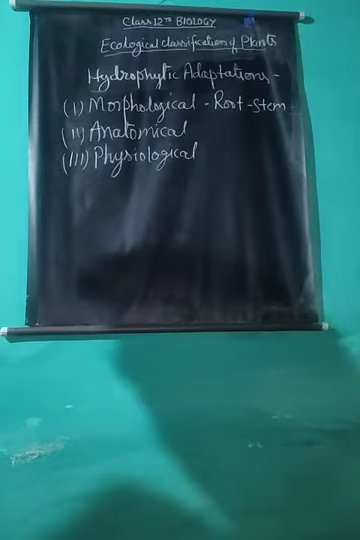 Class 12TH BIOLOGY
Ecological classification of Plants
Hydrophytic Adaptations -
(I) Morphological - Root - Stem -
(II) Anatomical
(III) Physiological